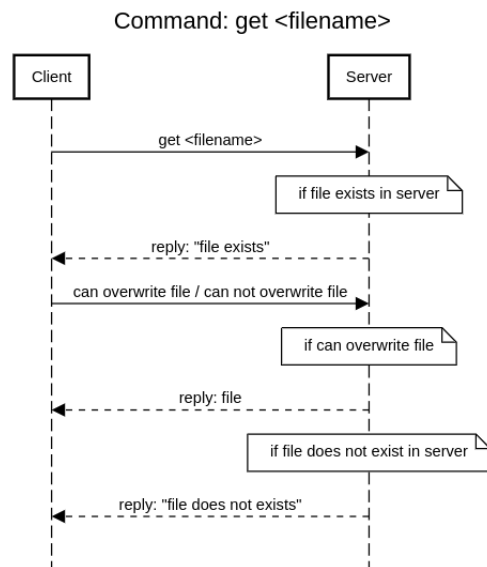 Command: get <filename>
Client
Server
get <filename>
if file exists in server
reply: "file exists"
can overwrite file / can not overwrite file
if can overwrite file
reply: file
if file does not exist in server
reply: "file does not exists"